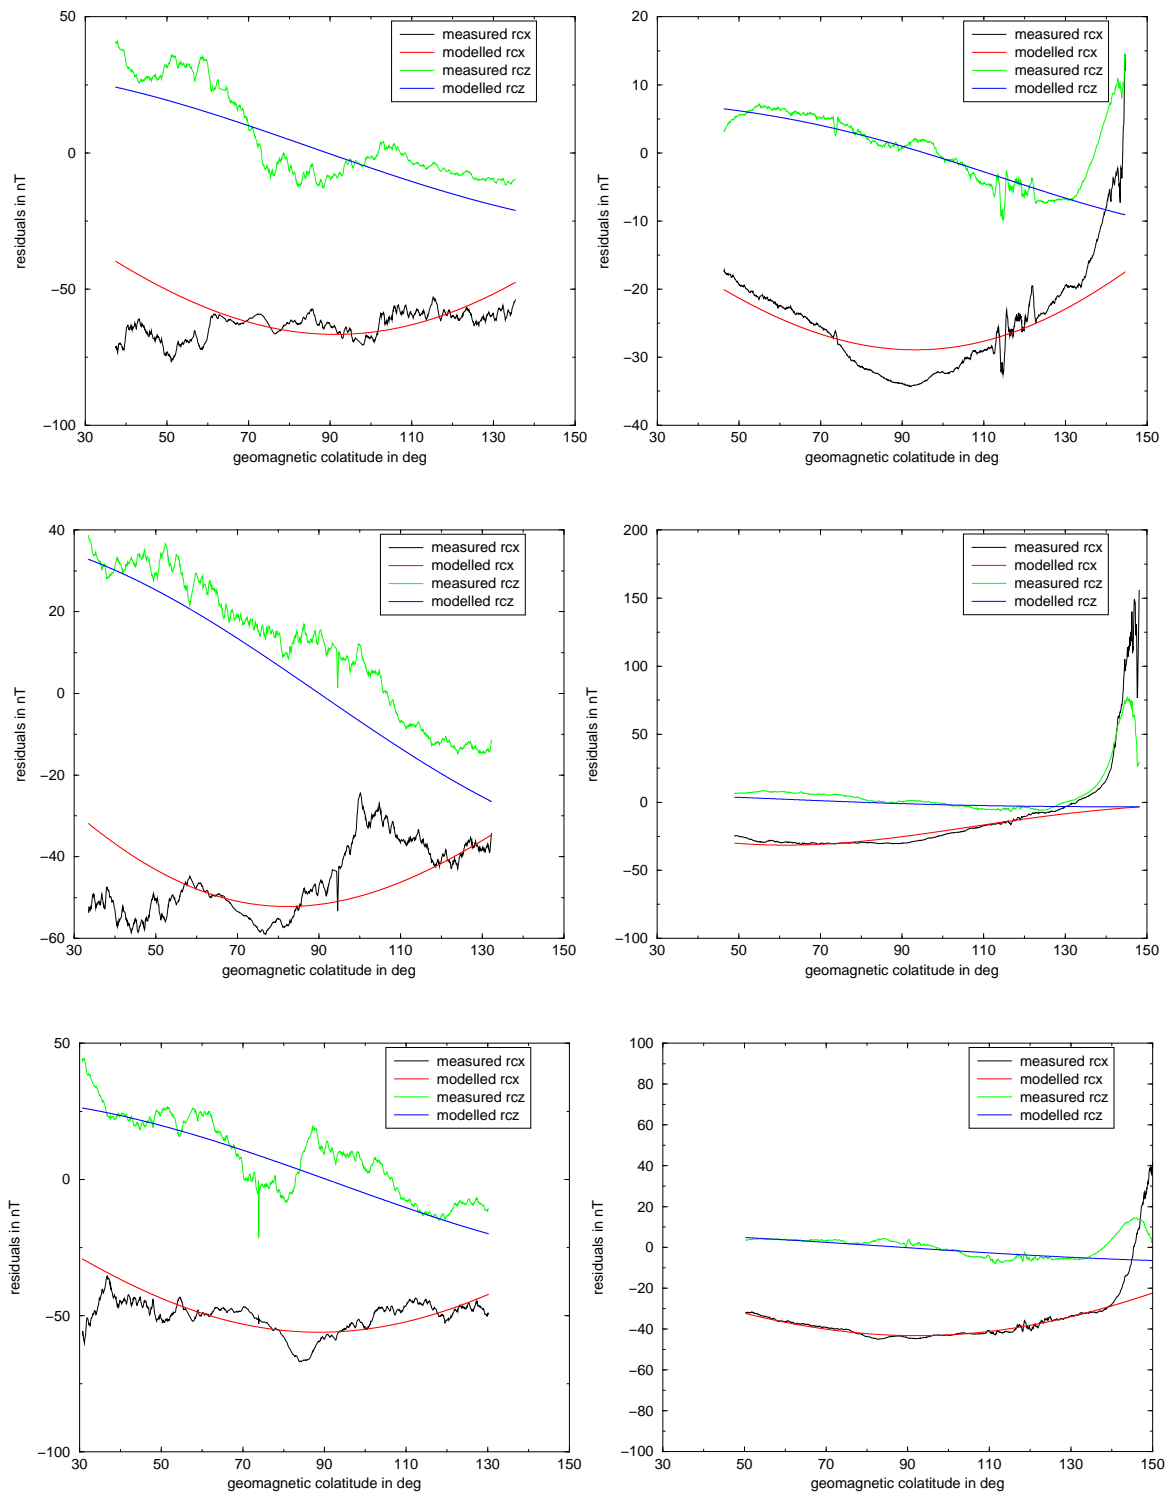 50
0
−50
−100
30
50
70
90
110
130
150
residuals in nT
geomagnetic colatitude in deg
measured rcx
modelled rcx
measured rcz
modelled rcz
20
10
0
−10
−20
−30
−40
30
50
70
90
110
130
150
residuals in nT
geomagnetic colatitude in deg
measured rcx
modelled rcx
measured rcz
modelled rcz
40
20
0
−20
−40
−60
30
50
70
90
110
130
150
residuals in nT
geomagnetic colatitude in deg
measured rcx
modelled rcx
measured rcz
modelled rcz
200
150
100
50
0
−50
−100
30
50
70
90
110
130
150
residuals in nT
geomagnetic colatitude in deg
measured rcx
modelled rcx
measured rcz
modelled rcz
50
0
−50
−100
30
50
70
90
110
130
150
residuals in nT
geomagnetic colatitude in deg
measured rcx
modelled rcx
measured rcz
modelled rcz
100
80
60
40
20
0
−20
−40
−60
−80
−100
30
50
70
90
110
130
150
residuals in nT
geomagnetic colatitude in deg
measured rcx
modelled rcx
measured rcz
modelled rcz